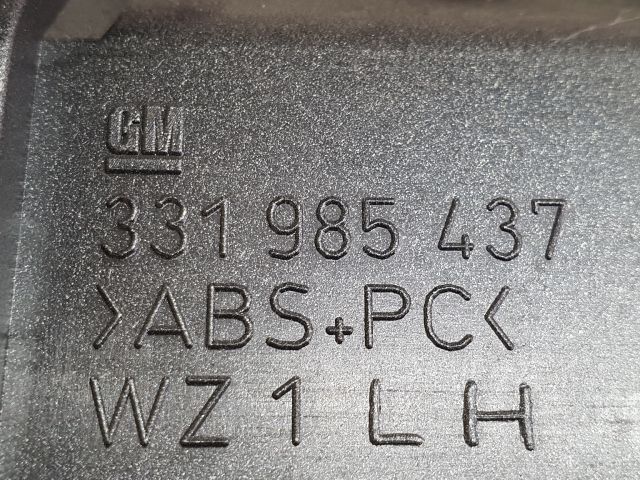 GM
331 985 437
>ABS+PC<
WZ 1 LH